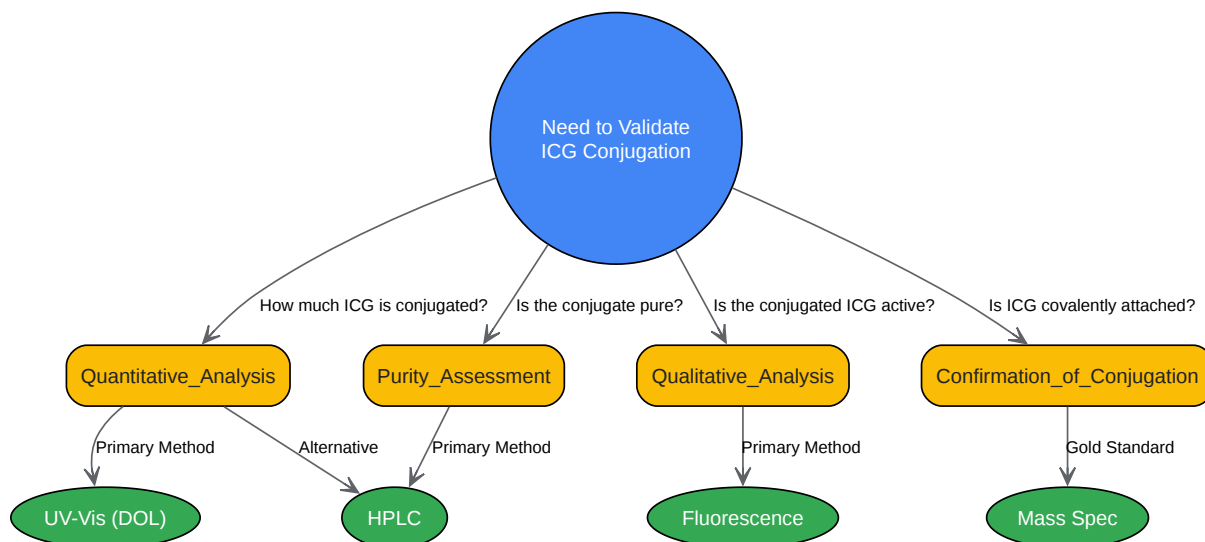 Need to Validate
ICG Conjugation
How much ICG is conjugated?
Is the conjugate pure?
Is the conjugated ICG active?
Is ICG covalently attached?
Quantitative_Analysis
Purity_Assessment
Qualitative_Analysis
Confirmation_of_Conjugation
Primary Method
Alternative
Primary Method
Primary Method
Gold Standard
UV-Vis (DOL)
HPLC
Fluorescence
Mass Spec